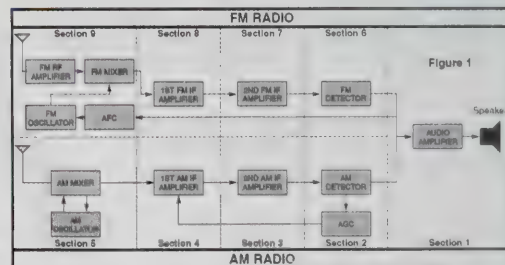 FM RADIO
Section 9 Section 8 Section 7 Section 6
Figure 1
FM RF
AMPLIFIER
FM MIXER
1ST FM IF
AMPLIFIER
2ND FM IF
AMPLIFIER
FM
DETECTOR
Speaker
FM
OSCILLATOR
AFC
AUDIO
AMPLIFIER
AM MIXER
1ST AM IF
AMPLIFIER
2ND AM IF
AMPLIFIER
AM
DETECTOR
AM
OSCILLATOR
AGC
Section 5 Section 4 Section 3 Section 2 Section 1
AM RADIO